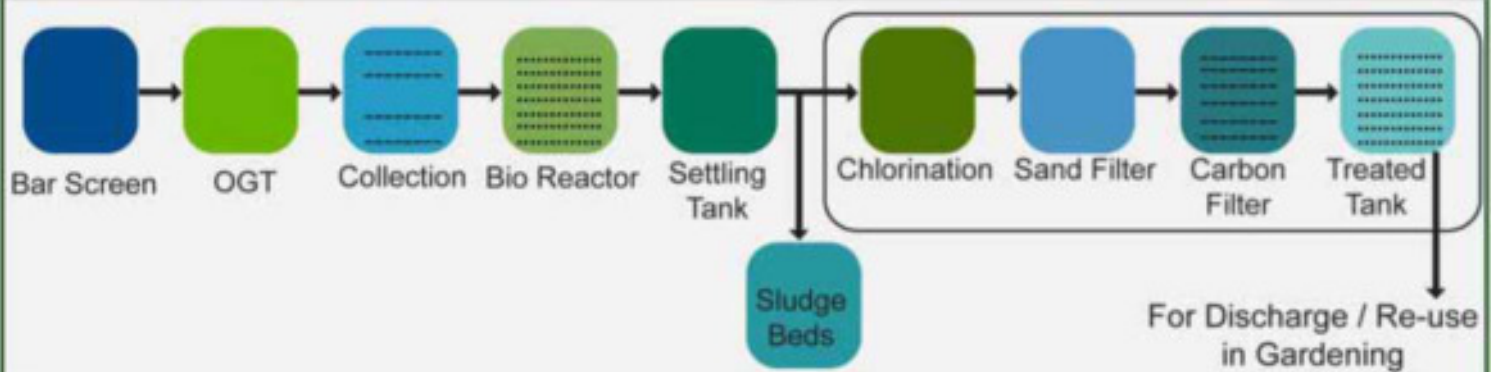 Bar Screen
OGT
Collection
Bio Reactor
Settling
Tank
Chlorination
Sand Filter
Carbon
Filter
Treated
Tank
Sludge
Beds
For Discharge / Re-use
in Gardening